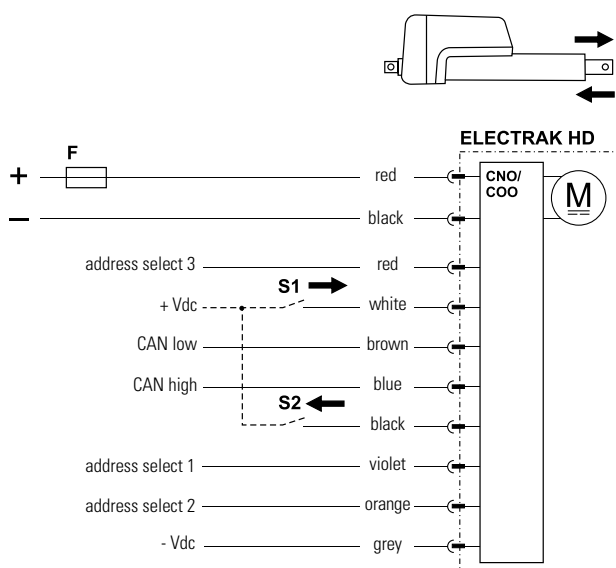 ELECTRAK HD
F
+ red CNO/
COO
M
− black
address select 3 red
S1
+ Vdc white
CAN low brown
CAN high blue
S2
black
address select 1 violet
address select 2 orange
- Vdc grey